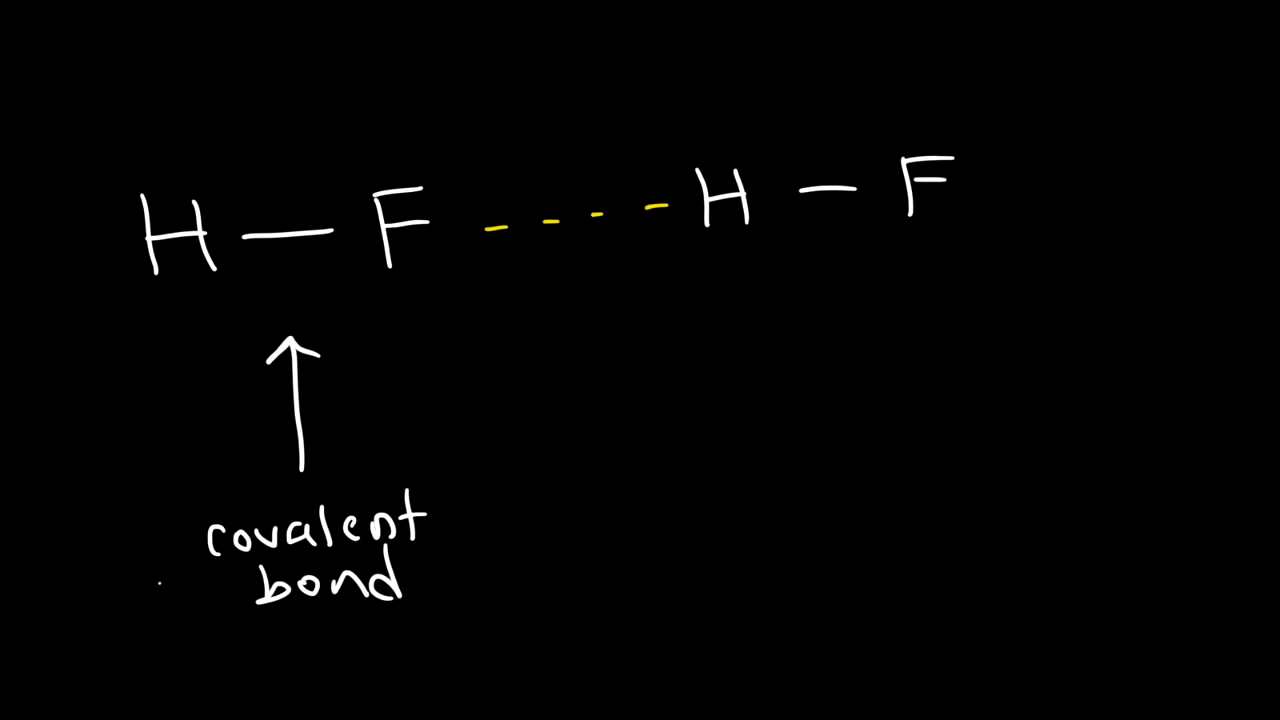 H — F - - - - H — F
covalent
bond